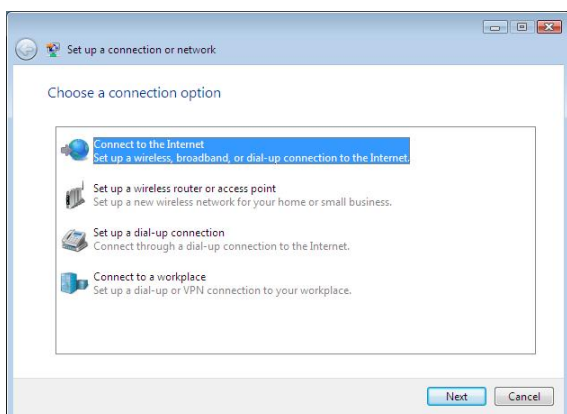 Set up a connection or network
Choose a connection option
Connect to the Internet
Set up a wireless, broadband, or dial-up connection to the Internet.
Set up a wireless router or access point
Set up a new wireless network for your home or small business.
Set up a dial-up connection
Connect through a dial-up connection to the Internet.
Connect to a workplace
Set up a dial-up or VPN connection to your workplace.
Next Cancel